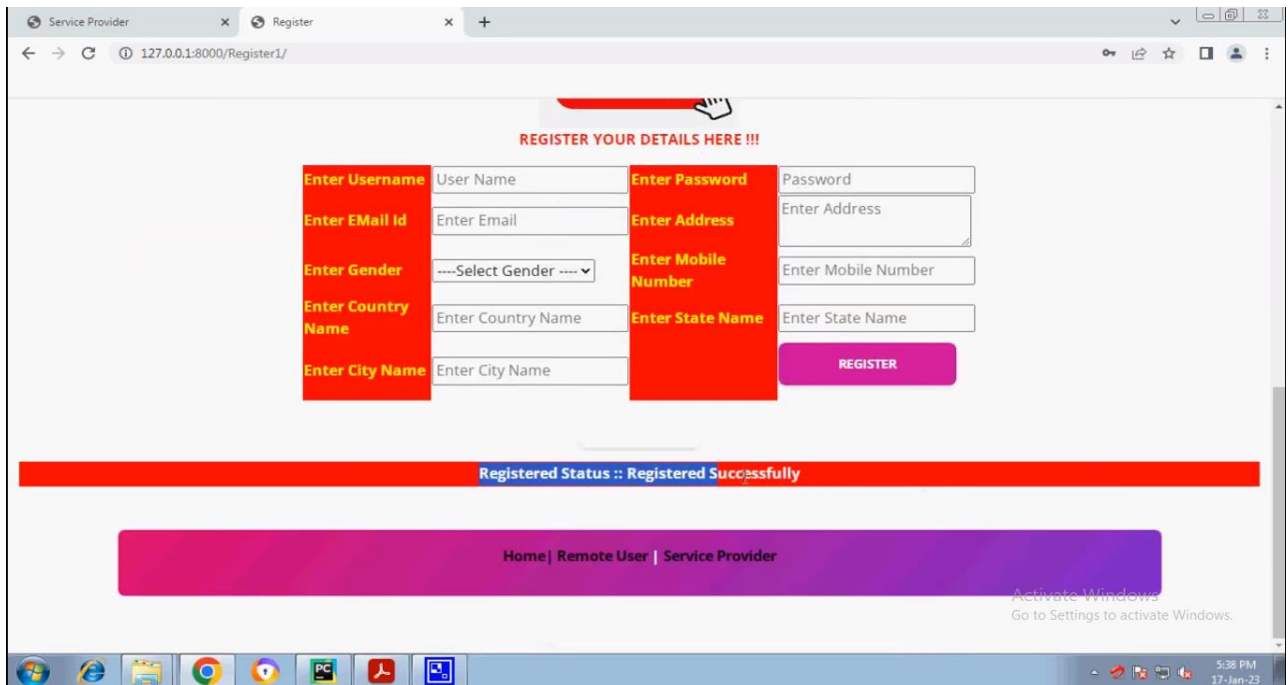 Service Provider
Register
127.0.0.1:8000/Register1/
REGISTER YOUR DETAILS HERE !!!
Enter Username User Name Enter Password Password
Enter EMail Id Enter Email Enter Address Enter Address
Enter Gender ----Select Gender ---- Enter Mobile Number Enter Mobile Number
Enter Country Name Enter Country Name Enter State Name Enter State Name
Enter City Name Enter City Name REGISTER
Registered Status :: Registered Successfully
Home| Remote User | Service Provider
Activate Windows
Go to Settings to activate Windows.
PC
5:38 PM
17-Jan-23